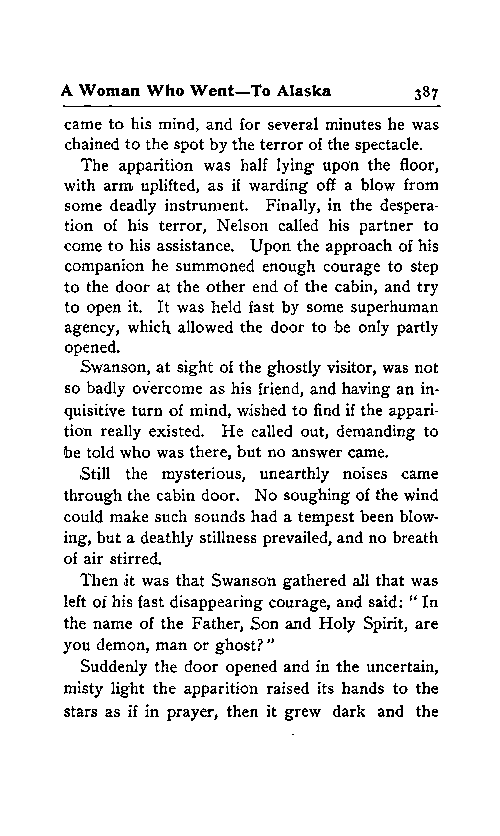 A Woman Who Went—To Alaska 387
came to his mind, and for several minutes he was
chained to the spot by the terror of the spectacle.
The apparition was half lying upon the floor,
with arm uplifted, as if warding off a blow from
some deadly instrument. Finally, in the despera-
tion of his terror, Nelson called his partner to
come to his assistance. Upon the approach of his
companion he summoned enough courage to step
to the door at the other end of the cabin, and try
to open it. It was held fast by some superhuman
agency, which allowed the door to be only partly
opened.
Swanson, at sight of the ghostly visitor, was not
so badly overcome as his friend, and having an in-
quisitive turn of mind, wished to find if the appari-
tion really existed. He called out, demanding to
be told who was there, but no answer came.
Still the mysterious, unearthly noises came
through the cabin door. No soughing of the wind
could make such sounds had a tempest been blow-
ing, but a deathly stillness prevailed, and no breath
of air stirred.
Then it was that Swanson gathered all that was
left of his fast disappearing courage, and said: "In
the name of the Father, Son and Holy Spirit, are
you demon, man or ghost?"
Suddenly the door opened and in the uncertain,
misty light the apparition raised its hands to the
stars as if in prayer, then it grew dark and the